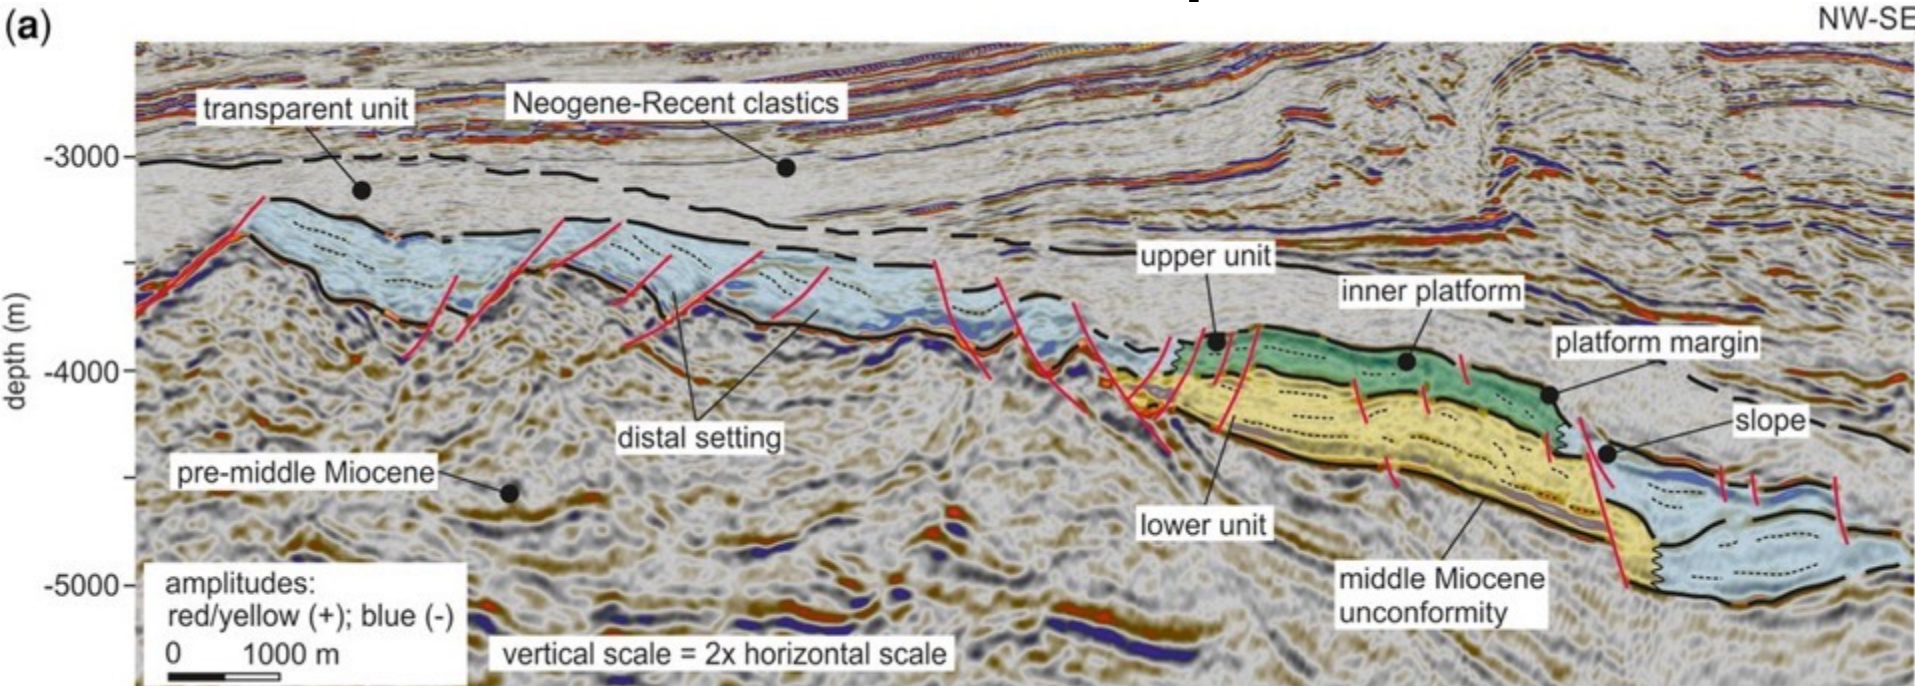 (a)
NW-SE
transparent unit
Neogene-Recent clastics
-3000
upper unit
inner platform
platform margin
depth (m)
-4000
slope
distal setting
pre-middle Miocene
lower unit
middle Miocene
unconformity
-5000
amplitudes:
red/yellow (+); blue (-)
0 1000 m
vertical scale = 2x horizontal scale